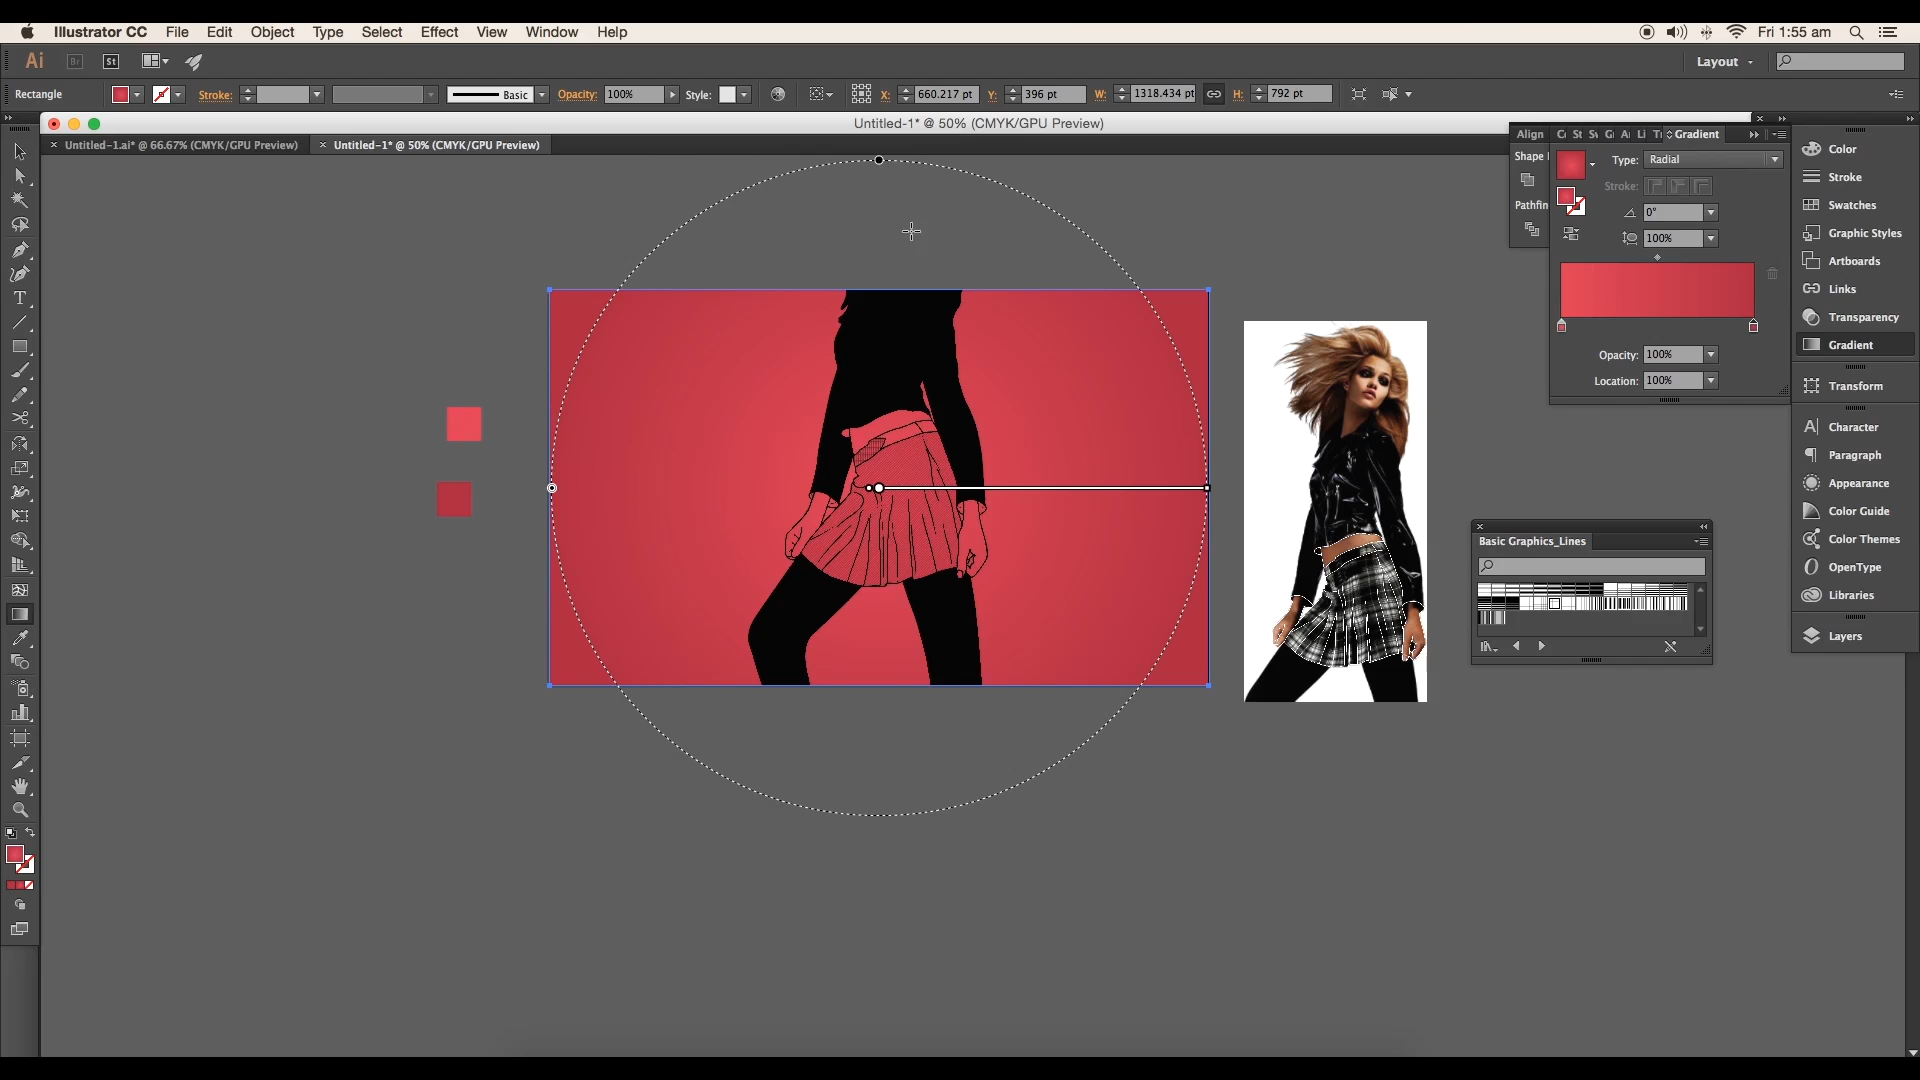 Illustrator CC File Edit Object Type Select Effect View Window Help Fri 1:55 am
Ai Br St Layout
Rectangle Stroke: Basic Opacity: 100% Style: X: 660.217 pt Y: 396 pt W: 1318.434 pt H: 792 pt
Untitled-1* @ 50% (CMYK/GPU Preview)
Untitled-1.ai* @ 66.67% (CMYK/GPU Preview) Untitled-1* @ 50% (CMYK/GPU Preview)
Align Gradient
Shape
Type: Radial
Stroke:
Pathfin
0°
100%
Opacity: 100%
Location: 100%
Color
Stroke
Swatches
Graphic Styles
Artboards
Links
Transparency
Gradient
Transform
Character
Paragraph
Appearance
Color Guide
Color Themes
OpenType
Libraries
Layers
Basic Graphics_Lines